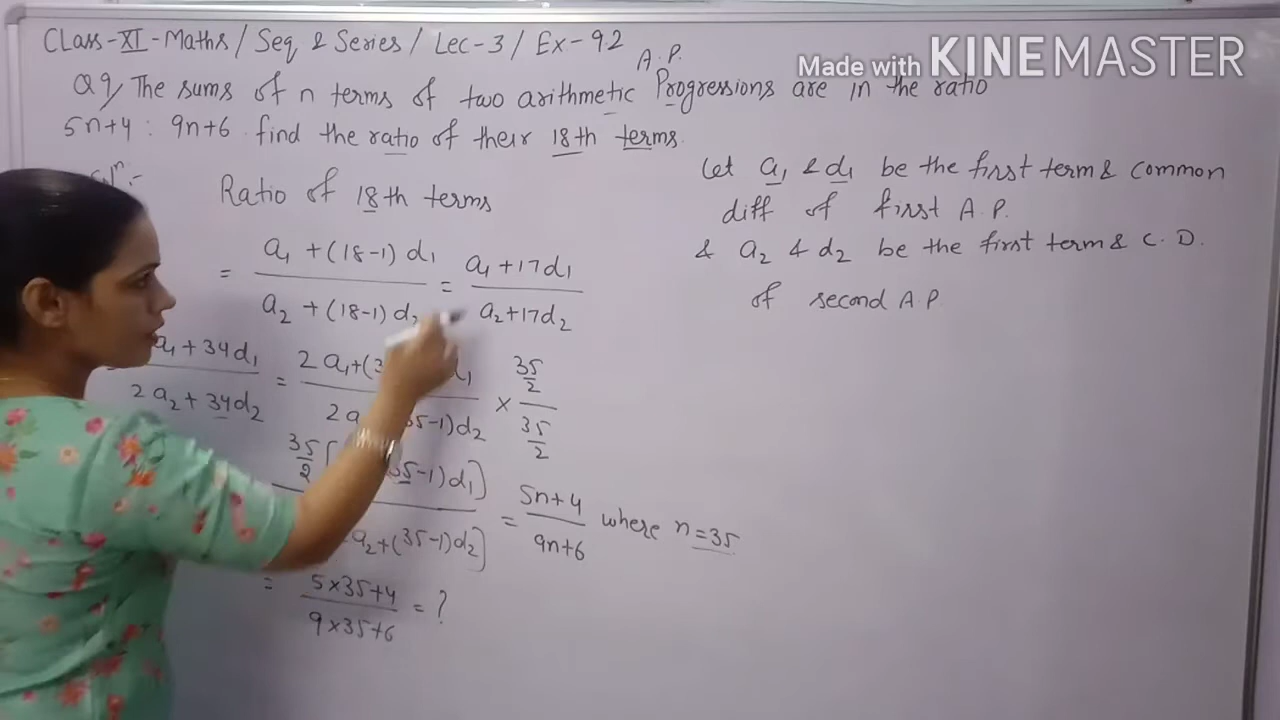 Class-XI-Maths / Seq & Series / Lec-3 / Ex-9.2
Made with KINEMASTER
A.P.
Q9, The sums of n terms of two arithmetic Progressions are in the ratio
5n+4 : 9n+6 find the ratio of their 18th terms.
Ratio of 18th terms
= a1 + (18-1) d1 / a2 + (18-1) d2 = a1 + 17d1 / a2 + 17d2
a1 + 34d1 / 2a2 + 34d2 = 2a1+( d1 / 2a 5-1)d2 × 35/2 / 35/2
35/2 [ 35-1)d1] / a2+(35-1)d2] = 5n+4 / 9n+6 where n=35
= 5×35+4 / 9×35+6 = ?
Let a1 & d1 be the first term & common
diff of first A.P.
& a2 & d2 be the first term & C.D.
of second A.P